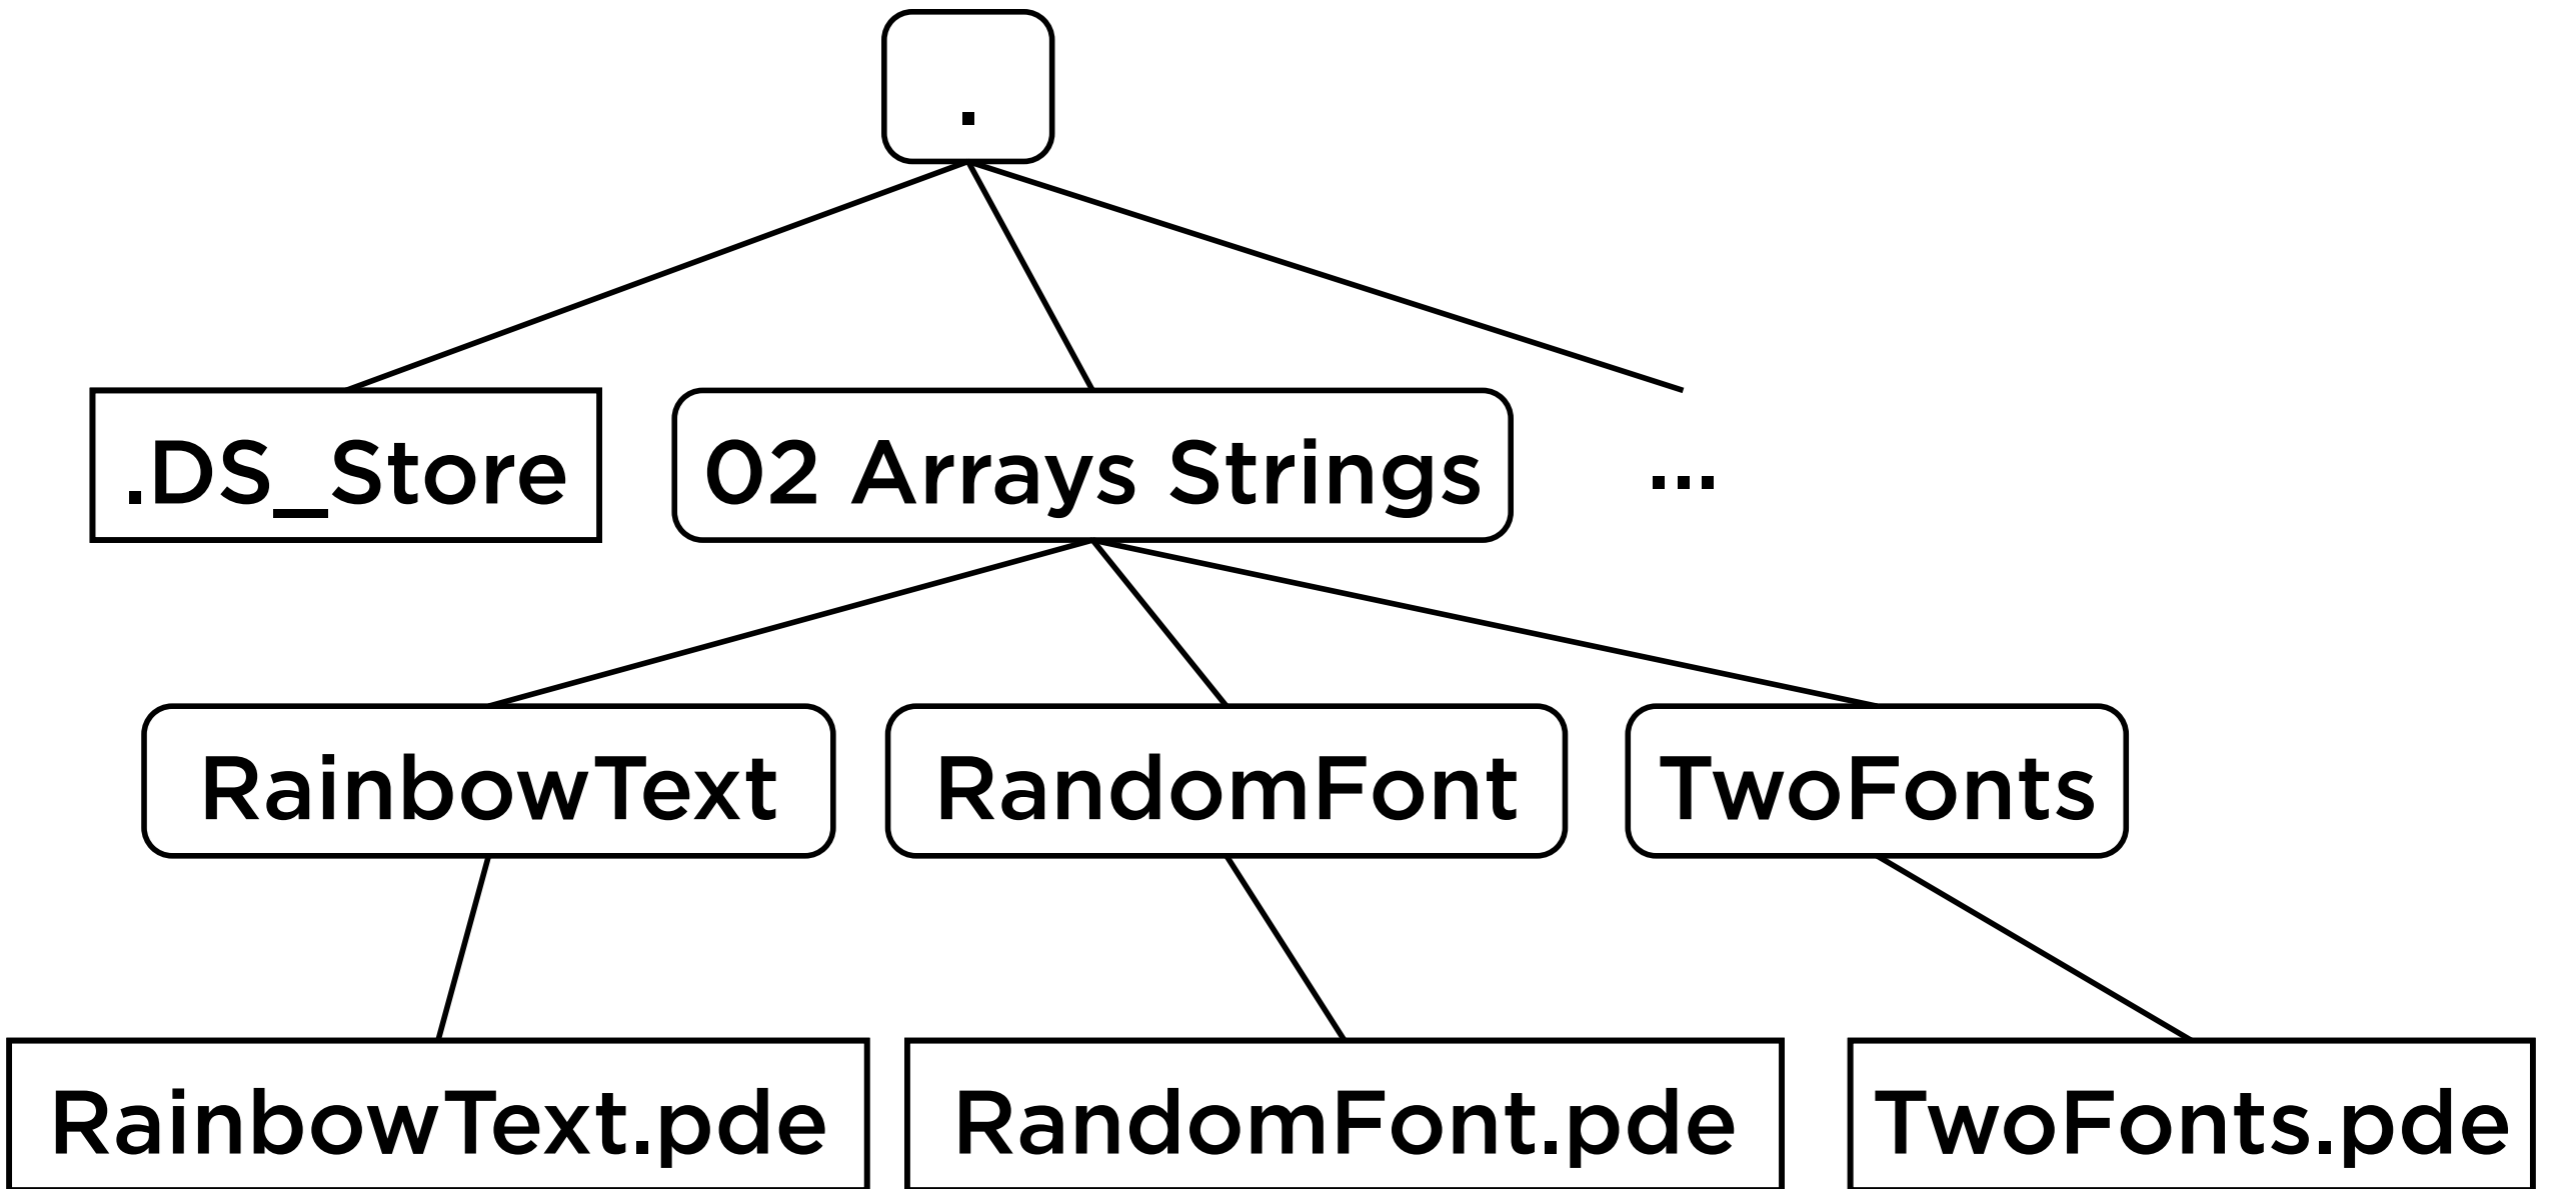 .
.DS_Store 02 Arrays Strings ...
RainbowText RandomFont TwoFonts
RainbowText.pde RandomFont.pde TwoFonts.pde